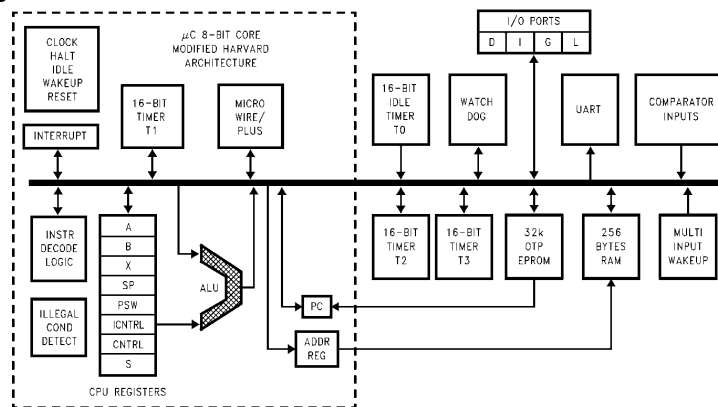 CLOCK
HALT
IDLE
WAKEUP
RESET
μC 8-BIT CORE
MODIFIED HARVARD
ARCHITECTURE
I/O PORTS
D I G L
INTERRUPT
16-BIT
TIMER
T1
MICRO
WIRE/
PLUS
16-BIT
IDLE
TIMER
T0
WATCH
DOG
UART
COMPARATOR
INPUTS
INSTR
DECODE
LOGIC
ILLEGAL
COND
DETECT
A
B
X
SP
PSW
ICNTRL
CNTRL
S
CPU REGISTERS
ALU
PC
ADDR
REG
16-BIT
TIMER
T2
16-BIT
TIMER
T3
32k
OTP
EPROM
256
BYTES
RAM
MULTI
INPUT
WAKEUP